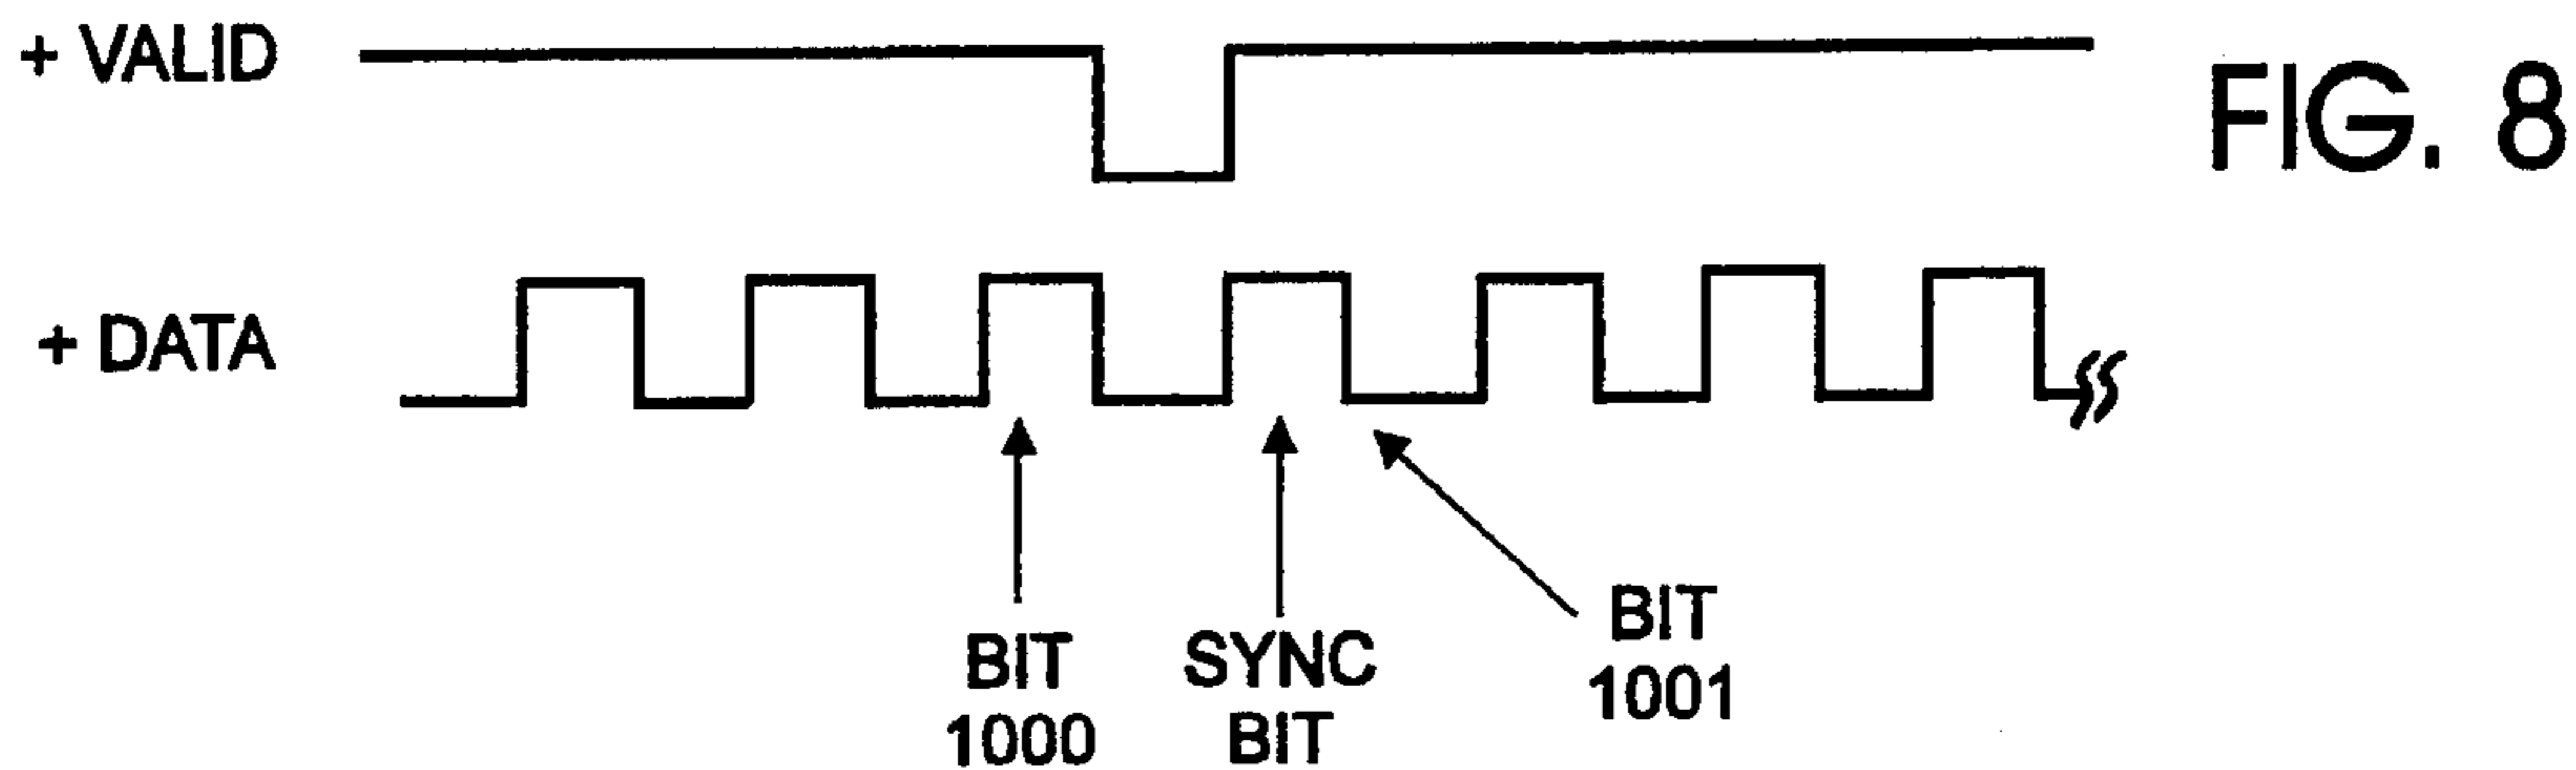 + VALID
FIG. 8
+ DATA
BIT
1000
SYNC
BIT
BIT
1001